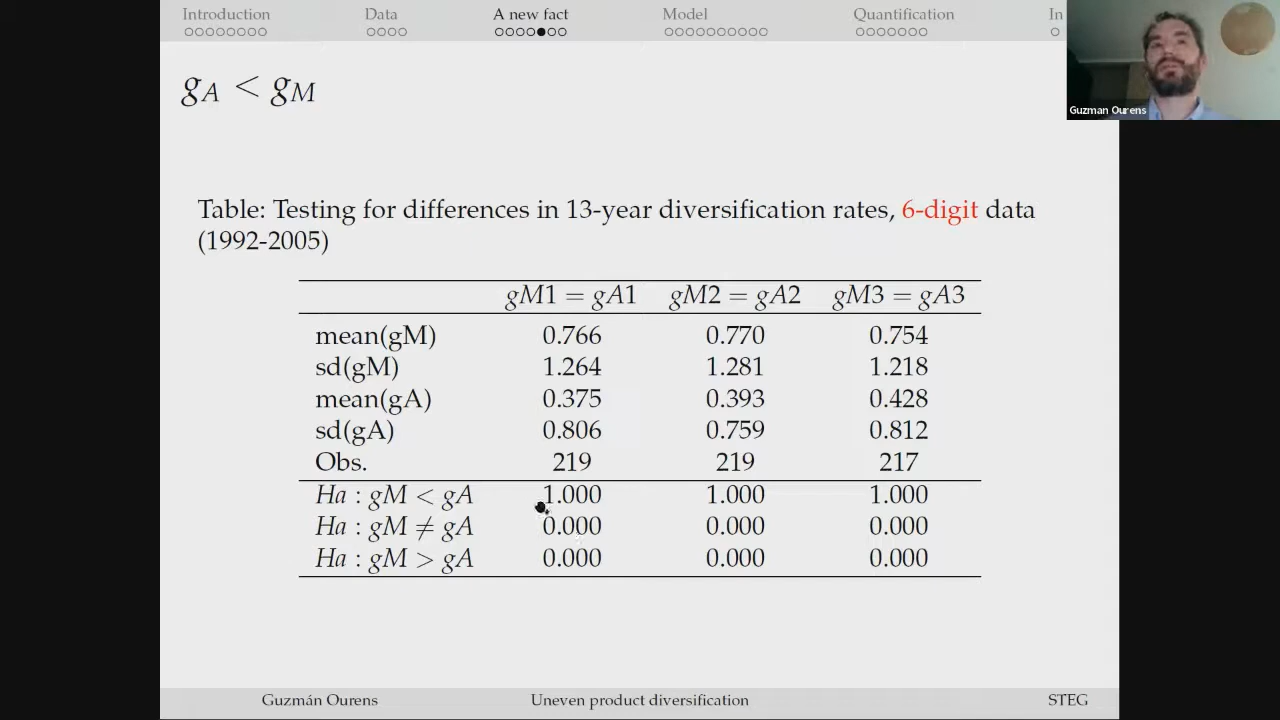 Introduction Data A new fact Model Quantification In
gA < gM
Guzman Ourens
Table: Testing for differences in 13-year diversification rates, 6-digit data
(1992-2005)
gM1 = gA1 gM2 = gA2 gM3 = gA3
mean(gM) 0.766 0.770 0.754
sd(gM) 1.264 1.281 1.218
mean(gA) 0.375 0.393 0.428
sd(gA) 0.806 0.759 0.812
Obs. 219 219 217
Ha : gM < gA 1.000 1.000 1.000
Ha : gM ≠ gA 0.000 0.000 0.000
Ha : gM > gA 0.000 0.000 0.000
Guzmán Ourens Uneven product diversification STEG